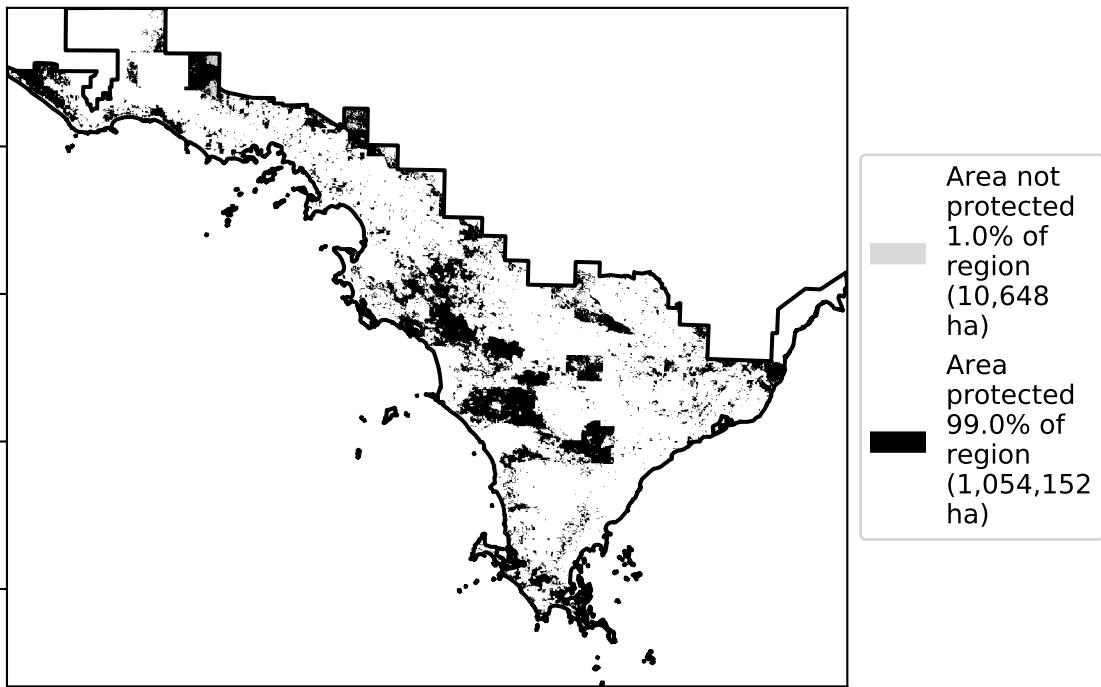 Area not
protected
1.0% of
region
(10,648
ha)
Area
protected
99.0% of
region
(1,054,152
ha)